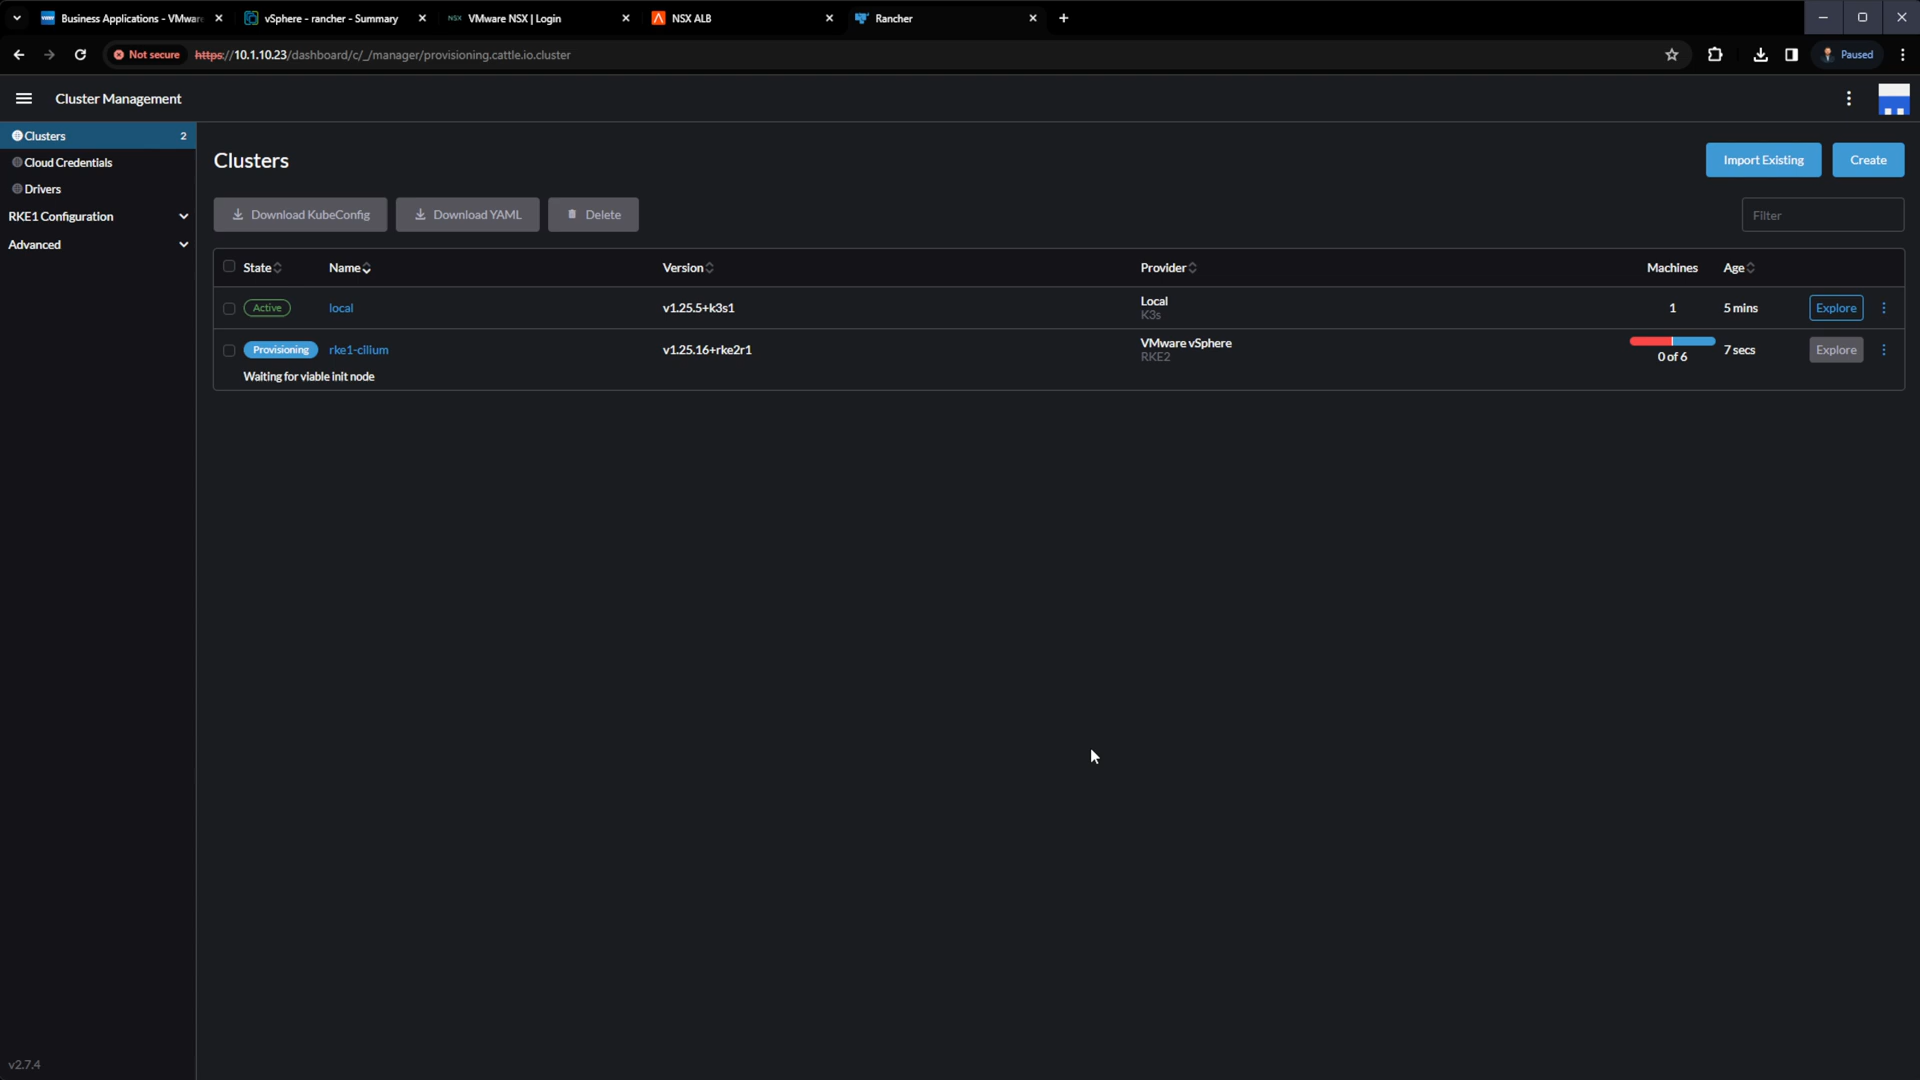 Business Applications - VMware
vSphere - rancher - Summary
NSX
VMware NSX | Login
NSX ALB
Rancher
Not secure
https://10.1.10.23/dashboard/c/_/manager/provisioning.cattle.io.cluster
Paused
Cluster Management
Clusters
2
Cloud Credentials
Drivers
RKE1 Configuration
Advanced
Clusters
Import Existing
Create
Download KubeConfig
Download YAML
Delete
Filter
State
Name
Version
Provider
Machines
Age
Active
local
v1.25.5+k3s1
Local
K3s
1
5 mins
Explore
Provisioning
rke1-cilium
v1.25.16+rke2r1
VMware vSphere
RKE2
0 of 6
7 secs
Explore
Waiting for viable init node
v2.7.4